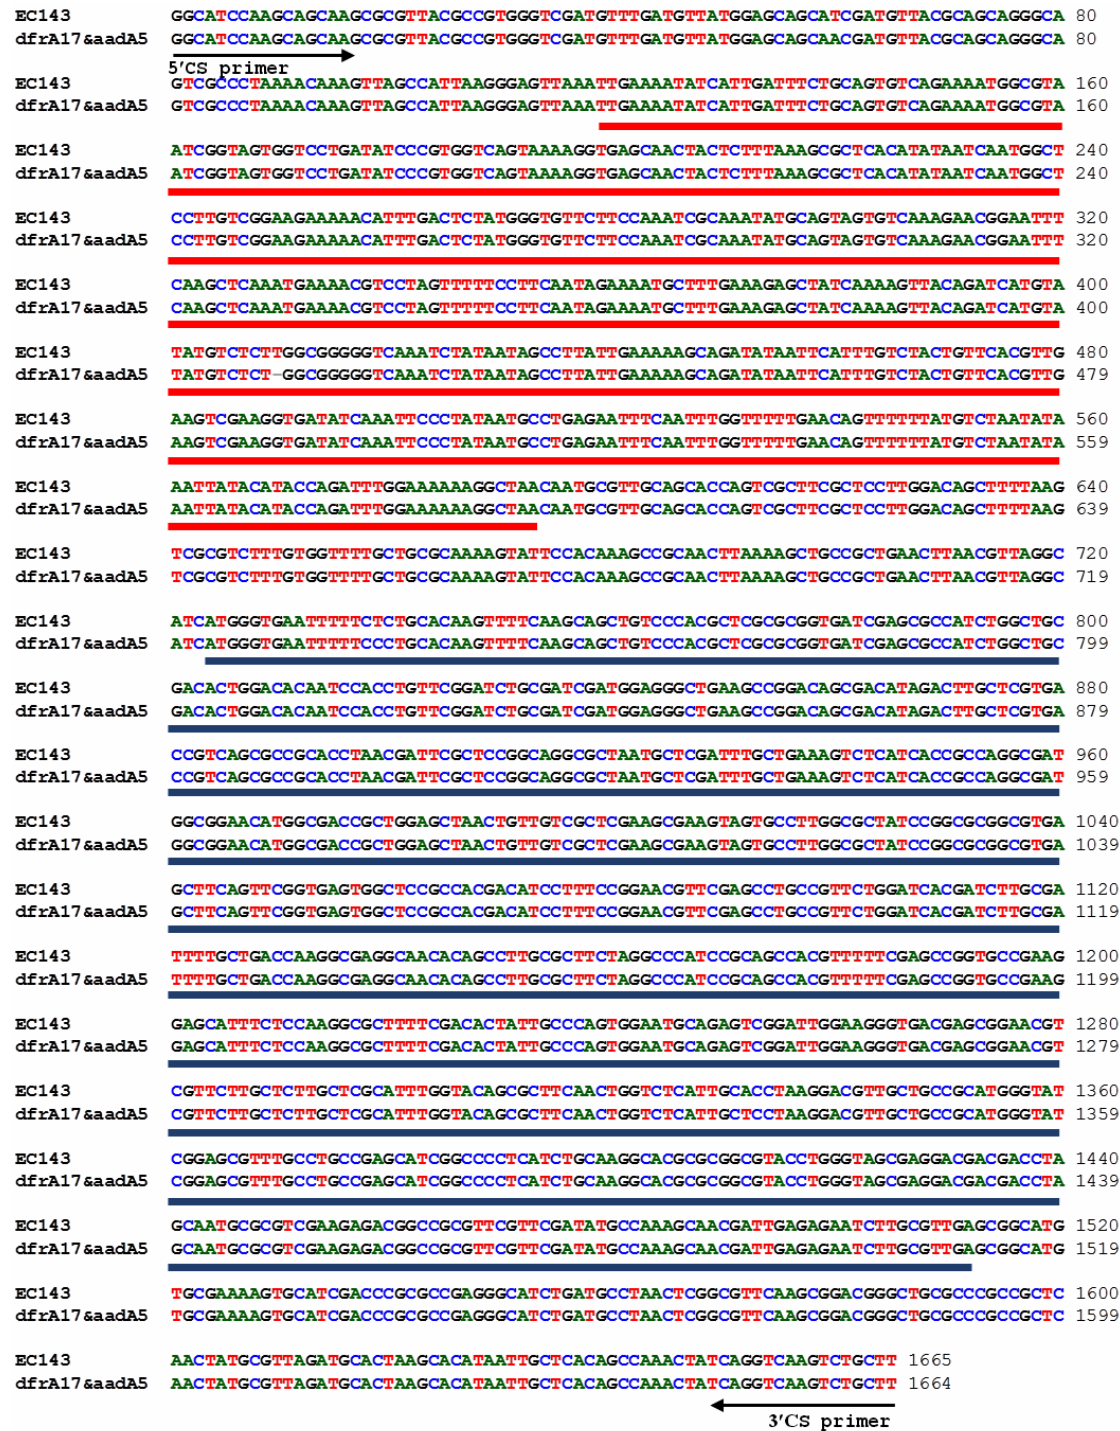 EC143 GGCATCCAAGCAGCAAGCGCGTTACGCCGTGGGTCGATGTTTGATGTTATGGAGCAGCATCGATGTTACGCAGCAGGGCA 80
dfrA17&aadA5 GGCATCCAAGCAGCAAGCGCGTTACGCCGTGGGTCGATGTTTGATGTTATGGAGCAGCAACGATGTTACGCAGCAGGGCA 80
5′CS primer
EC143 GTCGCCCTAAAACAAAGTTAGCCATTAAGGGAGTTAAATTGAAAATATCATTGATTTCTGCAGTGTCAGAAAATGGCGTA 160
dfrA17&aadA5 GTCGCCCTAAAACAAAGTTAGCCATTAAGGGAGTTAAATTGAAAATATCATTGATTTCTGCAGTGTCAGAAAATGGCGTA 160
EC143 ATCGGTAGTGGTCCTGATATCCCGTGGTCAGTAAAAGGTGAGCAACTACTCTTTAAAGCGCTCACATATAATCAATGGCT 240
dfrA17&aadA5 ATCGGTAGTGGTCCTGATATCCCGTGGTCAGTAAAAGGTGAGCAACTACTCTTTAAAGCGCTCACATATAATCAATGGCT 240
EC143 CCTTGTCGGAAGAAAAACATTTGACTCTATGGGTGTTCTTCCAAATCGCAAATATGCAGTAGTGTCAAAGAACGGAATTT 320
dfrA17&aadA5 CCTTGTCGGAAGAAAAACATTTGACTCTATGGGTGTTCTTCCAAATCGCAAATATGCAGTAGTGTCAAAGAACGGAATTT 320
EC143 CAAGCTCAAATGAAAACGTCCTAGTTTTTCCTTCAATAGAAAATGCTTTGAAAGAGCTATCAAAAGTTACAGATCATGTA 400
dfrA17&aadA5 CAAGCTCAAATGAAAACGTCCTAGTTTTTCCTTCAATAGAAAATGCTTTGAAAGAGCTATCAAAAGTTACAGATCATGTA 400
EC143 TATGTCTCTTGGCGGGGGTCAAATCTATAATAGCCTTATTGAAAAAGCAGATATAATTCATTTGTCTACTGTTCACGTTG 480
dfrA17&aadA5 TATGTCTCT-GGCGGGGGTCAAATCTATAATAGCCTTATTGAAAAAGCAGATATAATTCATTTGTCTACTGTTCACGTTG 479
EC143 AAGTCGAAGGTGATATCAAATTCCCTATAATGCCTGAGAATTTCAATTTGGTTTTTGAACAGTTTTTTATGTCTAATATA 560
dfrA17&aadA5 AAGTCGAAGGTGATATCAAATTCCCTATAATGCCTGAGAATTTCAATTTGGTTTTTGAACAGTTTTTTATGTCTAATATA 559
EC143 AATTATACATACCAGATTTGGAAAAAAGGCTAACAATGCGTTGCAGCACCAGTCGCTTCGCTCCTTGGACAGCTTTTAAG 640
dfrA17&aadA5 AATTATACATACCAGATTTGGAAAAAAGGCTAACAATGCGTTGCAGCACCAGTCGCTTCGCTCCTTGGACAGCTTTTAAG 639
EC143 TCGCGTCTTTGTGGTTTTGCTGCGCAAAAGTATTCCACAAAGCCGCAACTTAAAAGCTGCCGCTGAACTTAACGTTAGGC 720
dfrA17&aadA5 TCGCGTCTTTGTGGTTTTGCTGCGCAAAAGTATTCCACAAAGCCGCAACTTAAAAGCTGCCGCTGAACTTAACGTTAGGC 719
EC143 ATCATGGGTGAATTTTTCTCTGCACAAGTTTTCAAGCAGCTGTCCCACGCTCGCGCGGTGATCGAGCGCCATCTGGCTGC 800
dfrA17&aadA5 ATCATGGGTGAATTTTTCCCTGCACAAGTTTTCAAGCAGCTGTCCCACGCTCGCGCGGTGATCGAGCGCCATCTGGCTGC 799
EC143 GACACTGGACACAATCCACCTGTTCGGATCTGCGATCGATGGAGGGCTGAAGCCGGACAGCGACATAGACTTGCTCGTGA 880
dfrA17&aadA5 GACACTGGACACAATCCACCTGTTCGGATCTGCGATCGATGGAGGGCTGAAGCCGGACAGCGACATAGACTTGCTCGTGA 879
EC143 CCGTCAGCGCCGCACCTAACGATTCGCTCCGGCAGGCGCTAATGCTCGATTTGCTGAAAGTCTCATCACCGCCAGGCGAT 960
dfrA17&aadA5 CCGTCAGCGCCGCACCTAACGATTCGCTCCGGCAGGCGCTAATGCTCGATTTGCTGAAAGTCTCATCACCGCCAGGCGAT 959
EC143 GGCGGAACATGGCGACCGCTGGAGCTAACTGTTGTCGCTCGAAGCGAAGTAGTGCCTTGGCGCTATCCGGCGCGGCGTGA 1040
dfrA17&aadA5 GGCGGAACATGGCGACCGCTGGAGCTAACTGTTGTCGCTCGAAGCGAAGTAGTGCCTTGGCGCTATCCGGCGCGGCGTGA 1039
EC143 GCTTCAGTTCGGTGAGTGGCTCCGCCACGACATCCTTTCCGGAACGTTCGAGCCTGCCGTTCTGGATCACGATCTTGCGA 1120
dfrA17&aadA5 GCTTCAGTTCGGTGAGTGGCTCCGCCACGACATCCTTTCCGGAACGTTCGAGCCTGCCGTTCTGGATCACGATCTTGCGA 1119
EC143 TTTTGCTGACCAAGGCGAGGCAACACAGCCTTGCGCTTCTAGGCCCATCCGCAGCCACGTTTTTCGAGCCGGTGCCGAAG 1200
dfrA17&aadA5 TTTTGCTGACCAAGGCGAGGCAACACAGCCTTGCGCTTCTAGGCCCATCCGCAGCCACGTTTTTCGAGCCGGTGCCGAAG 1199
EC143 GAGCATTTCTCCAAGGCGCTTTTCGACACTATTGCCCAGTGGAATGCAGAGTCGGATTGGAAGGGTGACGAGCGGAACGT 1280
dfrA17&aadA5 GAGCATTTCTCCAAGGCGCTTTTCGACACTATTGCCCAGTGGAATGCAGAGTCGGATTGGAAGGGTGACGAGCGGAACGT 1279
EC143 CGTTCTTGCTCTTGCTCGCATTTGGTACAGCGCTTCAACTGGTCTCATTGCACCTAAGGACGTTGCTGCCGCATGGGTAT 1360
dfrA17&aadA5 CGTTCTTGCTCTTGCTCGCATTTGGTACAGCGCTTCAACTGGTCTCATTGCTCCTAAGGACGTTGCTGCCGCATGGGTAT 1359
EC143 CGGAGCGTTTGCCTGCCGAGCATCGGCCCCTCATCTGCAAGGCACGCGCGGCGTACCTGGGTAGCGAGGACGACGACCTA 1440
dfrA17&aadA5 CGGAGCGTTTGCCTGCCGAGCATCGGCCCCTCATCTGCAAGGCACGCGCGGCGTACCTGGGTAGCGAGGACGACGACCTA 1439
EC143 GCAATGCGCGTCGAAGAGACGGCCGCGTTCGTTCGATATGCCAAAGCAACGATTGAGAGAATCTTGCGTTGAGCGGCATG 1520
dfrA17&aadA5 GCAATGCGCGTCGAAGAGACGGCCGCGTTCGTTCGATATGCCAAAGCAACGATTGAGAGAATCTTGCGTTGAGCGGCATG 1519
EC143 TGCGAAAAGTGCATCGACCCGCGCCGAGGGCATCTGATGCCTAACTCGGCGTTCAAGCGGACGGGCTGCGCCCGCCGCTC 1600
dfrA17&aadA5 TGCGAAAAGTGCATCGACCCGCGCCGAGGGCATCTGATGCCTAACTCGGCGTTCAAGCGGACGGGCTGCGCCCGCCGCTC 1599
EC143 AACTATGCGTTAGATGCACTAAGCACATAATTGCTCACAGCCAAACTATCAGGTCAAGTCTGCTT 1665
dfrA17&aadA5 AACTATGCGTTAGATGCACTAAGCACATAATTGCTCACAGCCAAACTATCAGGTCAAGTCTGCTT 1664
3′CS primer